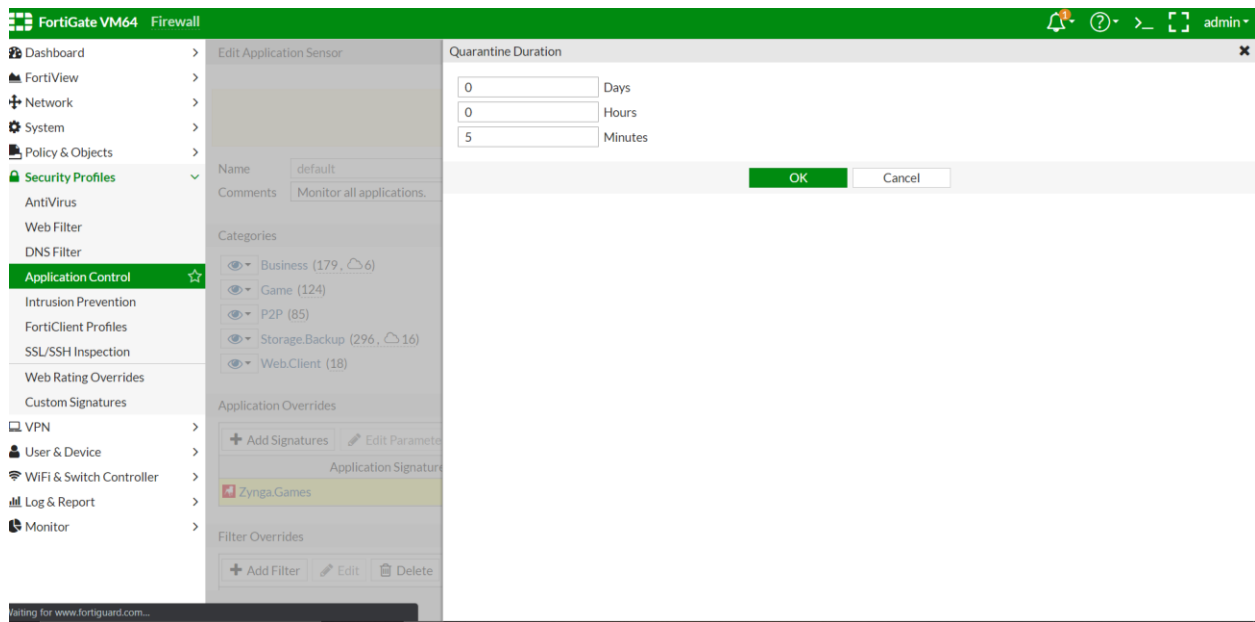 FortiGate VM64 Firewall
1
admin
Dashboard
FortiView
Network
System
Policy & Objects
Security Profiles
AntiVirus
Web Filter
DNS Filter
Application Control
Intrusion Prevention
FortiClient Profiles
SSL/SSH Inspection
Web Rating Overrides
Custom Signatures
VPN
User & Device
WiFi & Switch Controller
Log & Report
Monitor
Edit Application Sensor
Name default
Comments Monitor all applications.
Categories
Business (179, 6)
Game (124)
P2P (85)
Storage.Backup (296, 16)
Web.Client (18)
Application Overrides
Add Signatures Edit Paramete
Application Signature
Zynga.Games
Filter Overrides
Add Filter Edit Delete
Quarantine Duration
0 Days
0 Hours
5 Minutes
OK Cancel
Waiting for www.fortiguard.com...